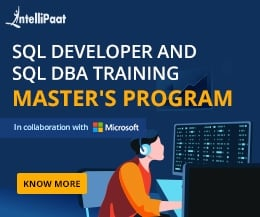 intelliPaat
SQL DEVELOPER AND
SQL DBA TRAINING
MASTER'S PROGRAM
In collaboration with Microsoft
KNOW MORE